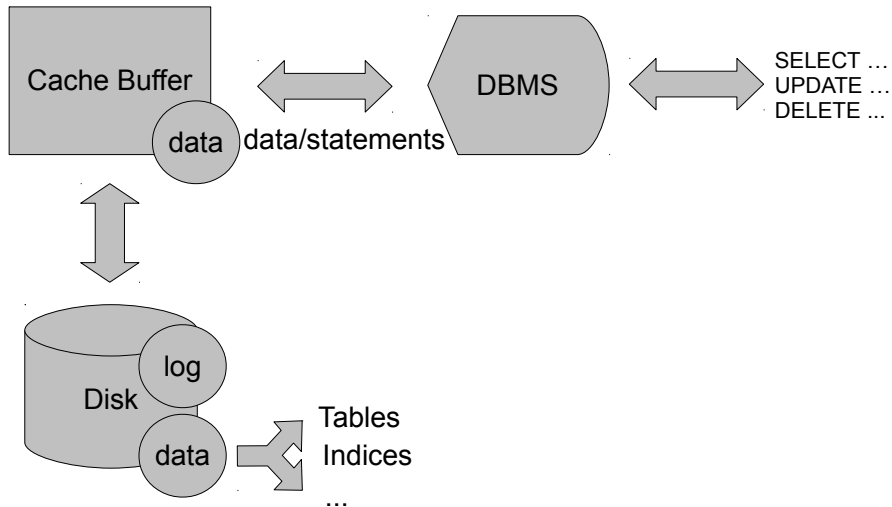 Cache Buffer
data
data/statements
DBMS
SELECT …
UPDATE …
DELETE ...
Disk
log
data
Tables
Indices
...